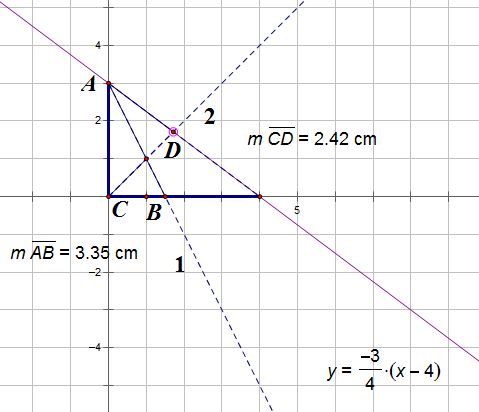 4
A
2
2
m CD = 2.42 cm
D
C
B
5
m AB = 3.35 cm
1
−2
−4
y = −3/4·(x − 4)